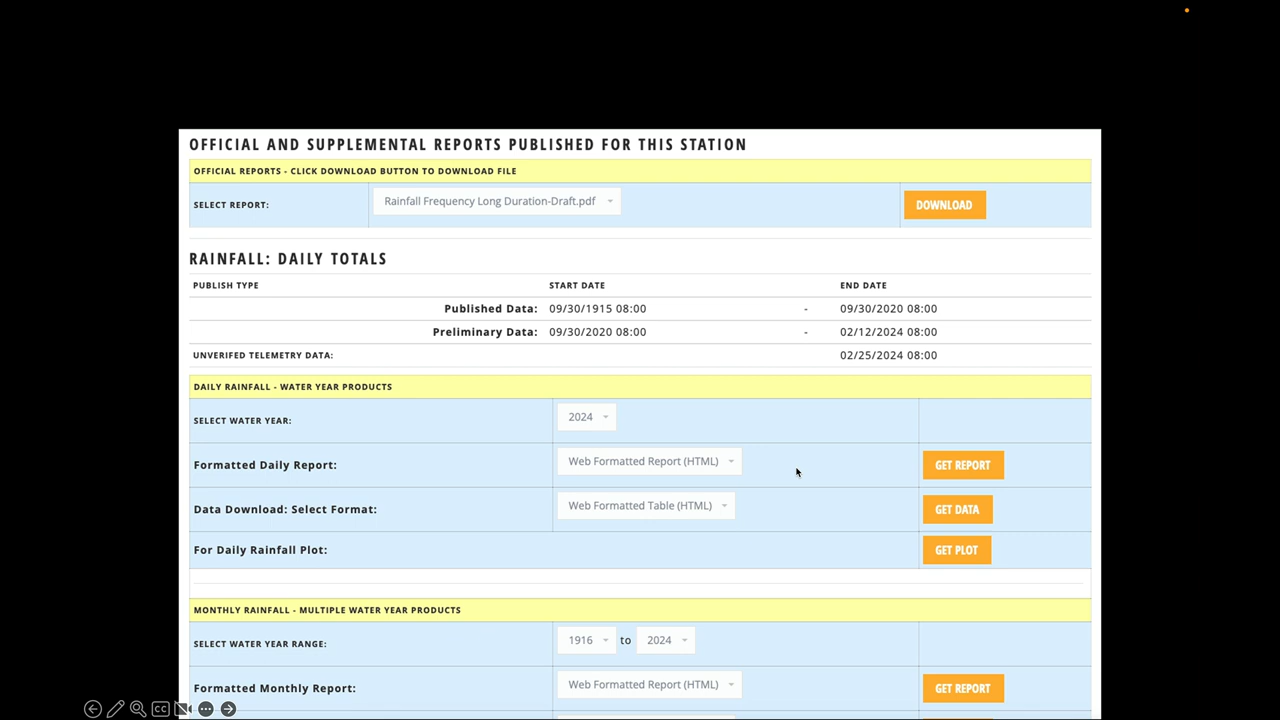 OFFICIAL AND SUPPLEMENTAL REPORTS PUBLISHED FOR THIS STATION
OFFICIAL REPORTS - CLICK DOWNLOAD BUTTON TO DOWNLOAD FILE
SELECT REPORT: Rainfall Frequency Long Duration-Draft.pdf DOWNLOAD
RAINFALL: DAILY TOTALS
PUBLISH TYPE START DATE END DATE
Published Data: 09/30/1915 08:00 - 09/30/2020 08:00
Preliminary Data: 09/30/2020 08:00 - 02/12/2024 08:00
UNVERIFED TELEMETRY DATA: 02/25/2024 08:00
DAILY RAINFALL - WATER YEAR PRODUCTS
SELECT WATER YEAR: 2024
Formatted Daily Report: Web Formatted Report (HTML) GET REPORT
Data Download: Select Format: Web Formatted Table (HTML) GET DATA
For Daily Rainfall Plot: GET PLOT
MONTHLY RAINFALL - MULTIPLE WATER YEAR PRODUCTS
SELECT WATER YEAR RANGE: 1916 to 2024
Formatted Monthly Report: Web Formatted Report (HTML) GET REPORT
CC